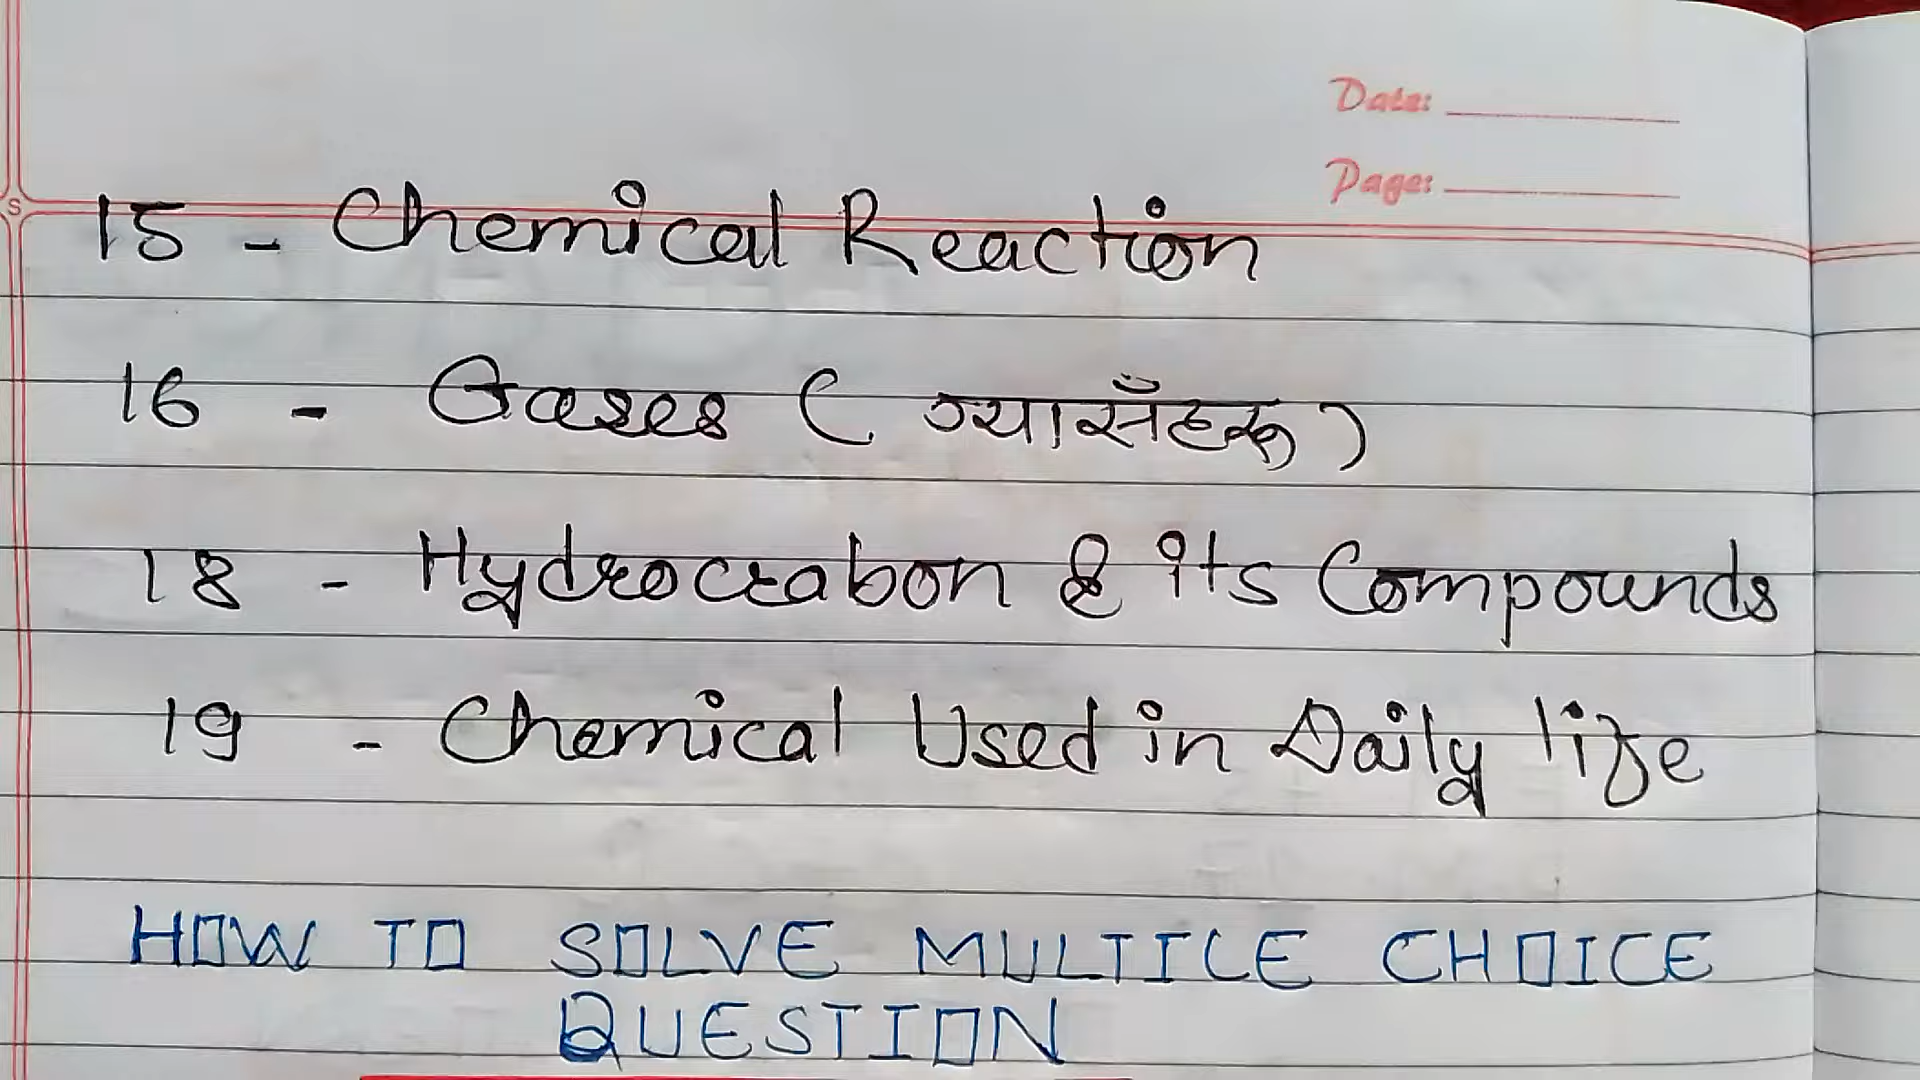 Date:
Page:
S
15 - Chemical Reaction
16 - Gases ( ग्यासँहरू )
18 - Hydrocrabon & its Compounds
19 - Chemical Used in Daily life
HOW TO SOLVE MULTICE CHOICE
QUESTION